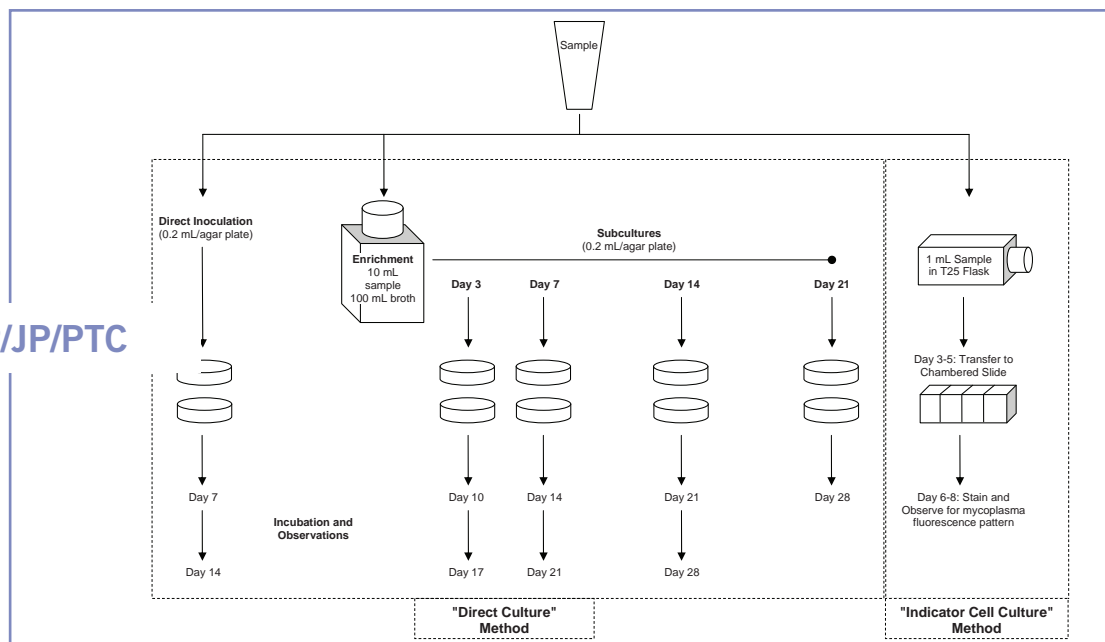 Sample
Direct Inoculation
(0.2 mL/agar plate)
Enrichment
10 mL
sample
100 mL broth
Subcultures
(0.2 mL/agar plate)
Day 3
Day 7
Day 14
Day 21
1 mL Sample
in T25 Flask
/JP/PTC
Day 3-5: Transfer to
Chambered Slide
Day 7
Day 10
Day 14
Day 21
Day 28
Day 6-8: Stain and
Observe for mycoplasma
fluorescence pattern
Incubation and
Observations
Day 14
Day 17
Day 21
Day 28
"Direct Culture"
Method
"Indicator Cell Culture"
Method